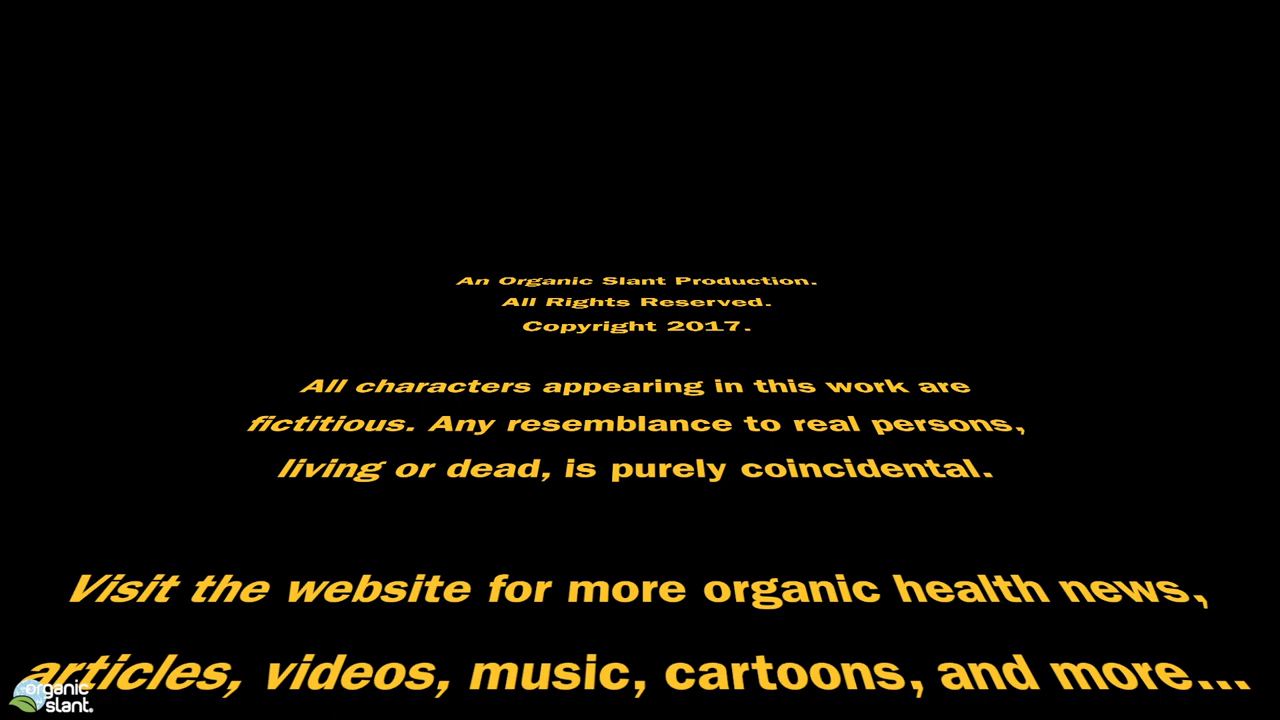 An Organic Slant Production.
All Rights Reserved.
Copyright 2017.
All characters appearing in this work are
fictitious. Any resemblance to real persons,
living or dead, is purely coincidental.
Visit the website for more organic health news,
articles, videos, music, cartoons, and more...
organic
slant.